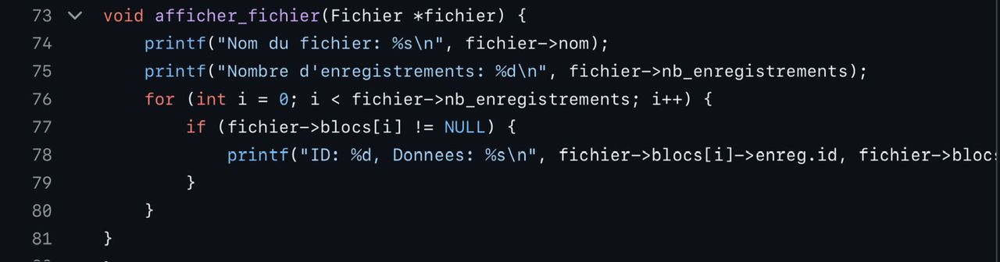 73 void afficher_fichier(Fichier *fichier) {
74 printf("Nom du fichier: %s\n", fichier->nom);
75 printf("Nombre d'enregistrements: %d\n", fichier->nb_enregistrements);
76 for (int i = 0; i < fichier->nb_enregistrements; i++) {
77 if (fichier->blocs[i] != NULL) {
78 printf("ID: %d, Donnees: %s\n", fichier->blocs[i]->enreg.id, fichier->blocs
79 }
80 }
81 }